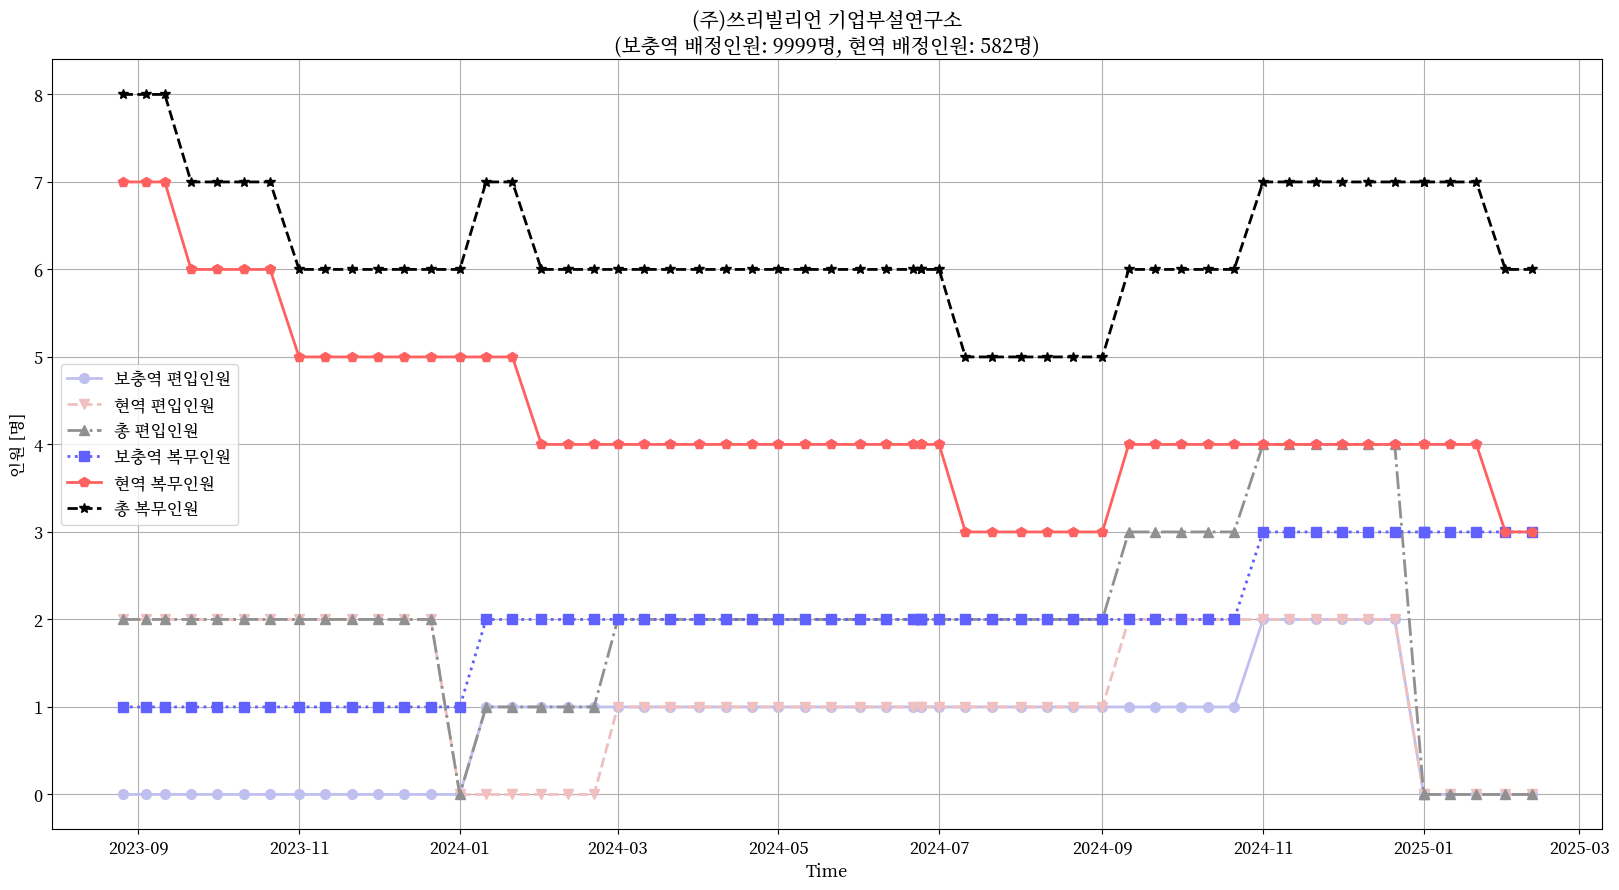 (주)쓰리빌리언 기업부설연구소
(보충역 배정인원: 9999명, 현역 배정인원: 582명)
인원 [명]
8
7
6
5
4
3
2
1
0
보충역 편입인원
현역 편입인원
총 편입인원
보충역 복무인원
현역 복무인원
총 복무인원
2023-09 2023-11 2024-01 2024-03 2024-05 2024-07 2024-09 2024-11 2025-01 2025-03
Time